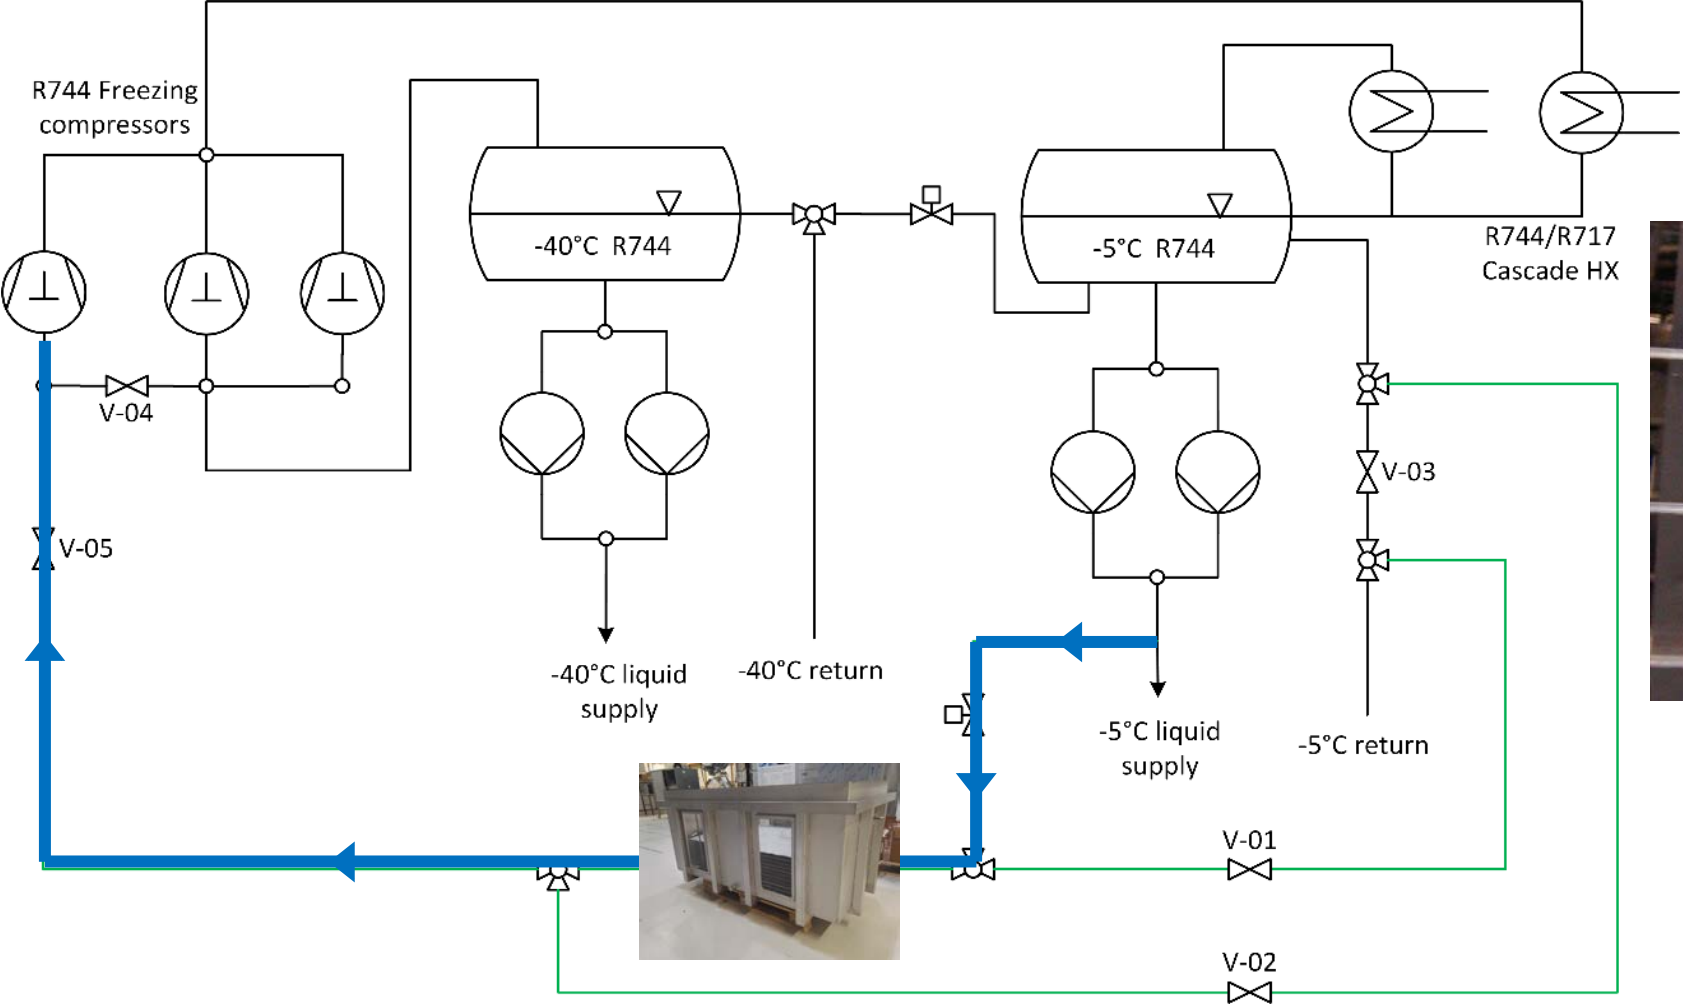 R744 Freezing
compressors
-40°C  R744
-5°C  R744
R744/R717
Cascade HX
V-04
V-03
V-05
-40°C liquid
supply
-40°C return
-5°C liquid
supply
-5°C return
V-01
V-02